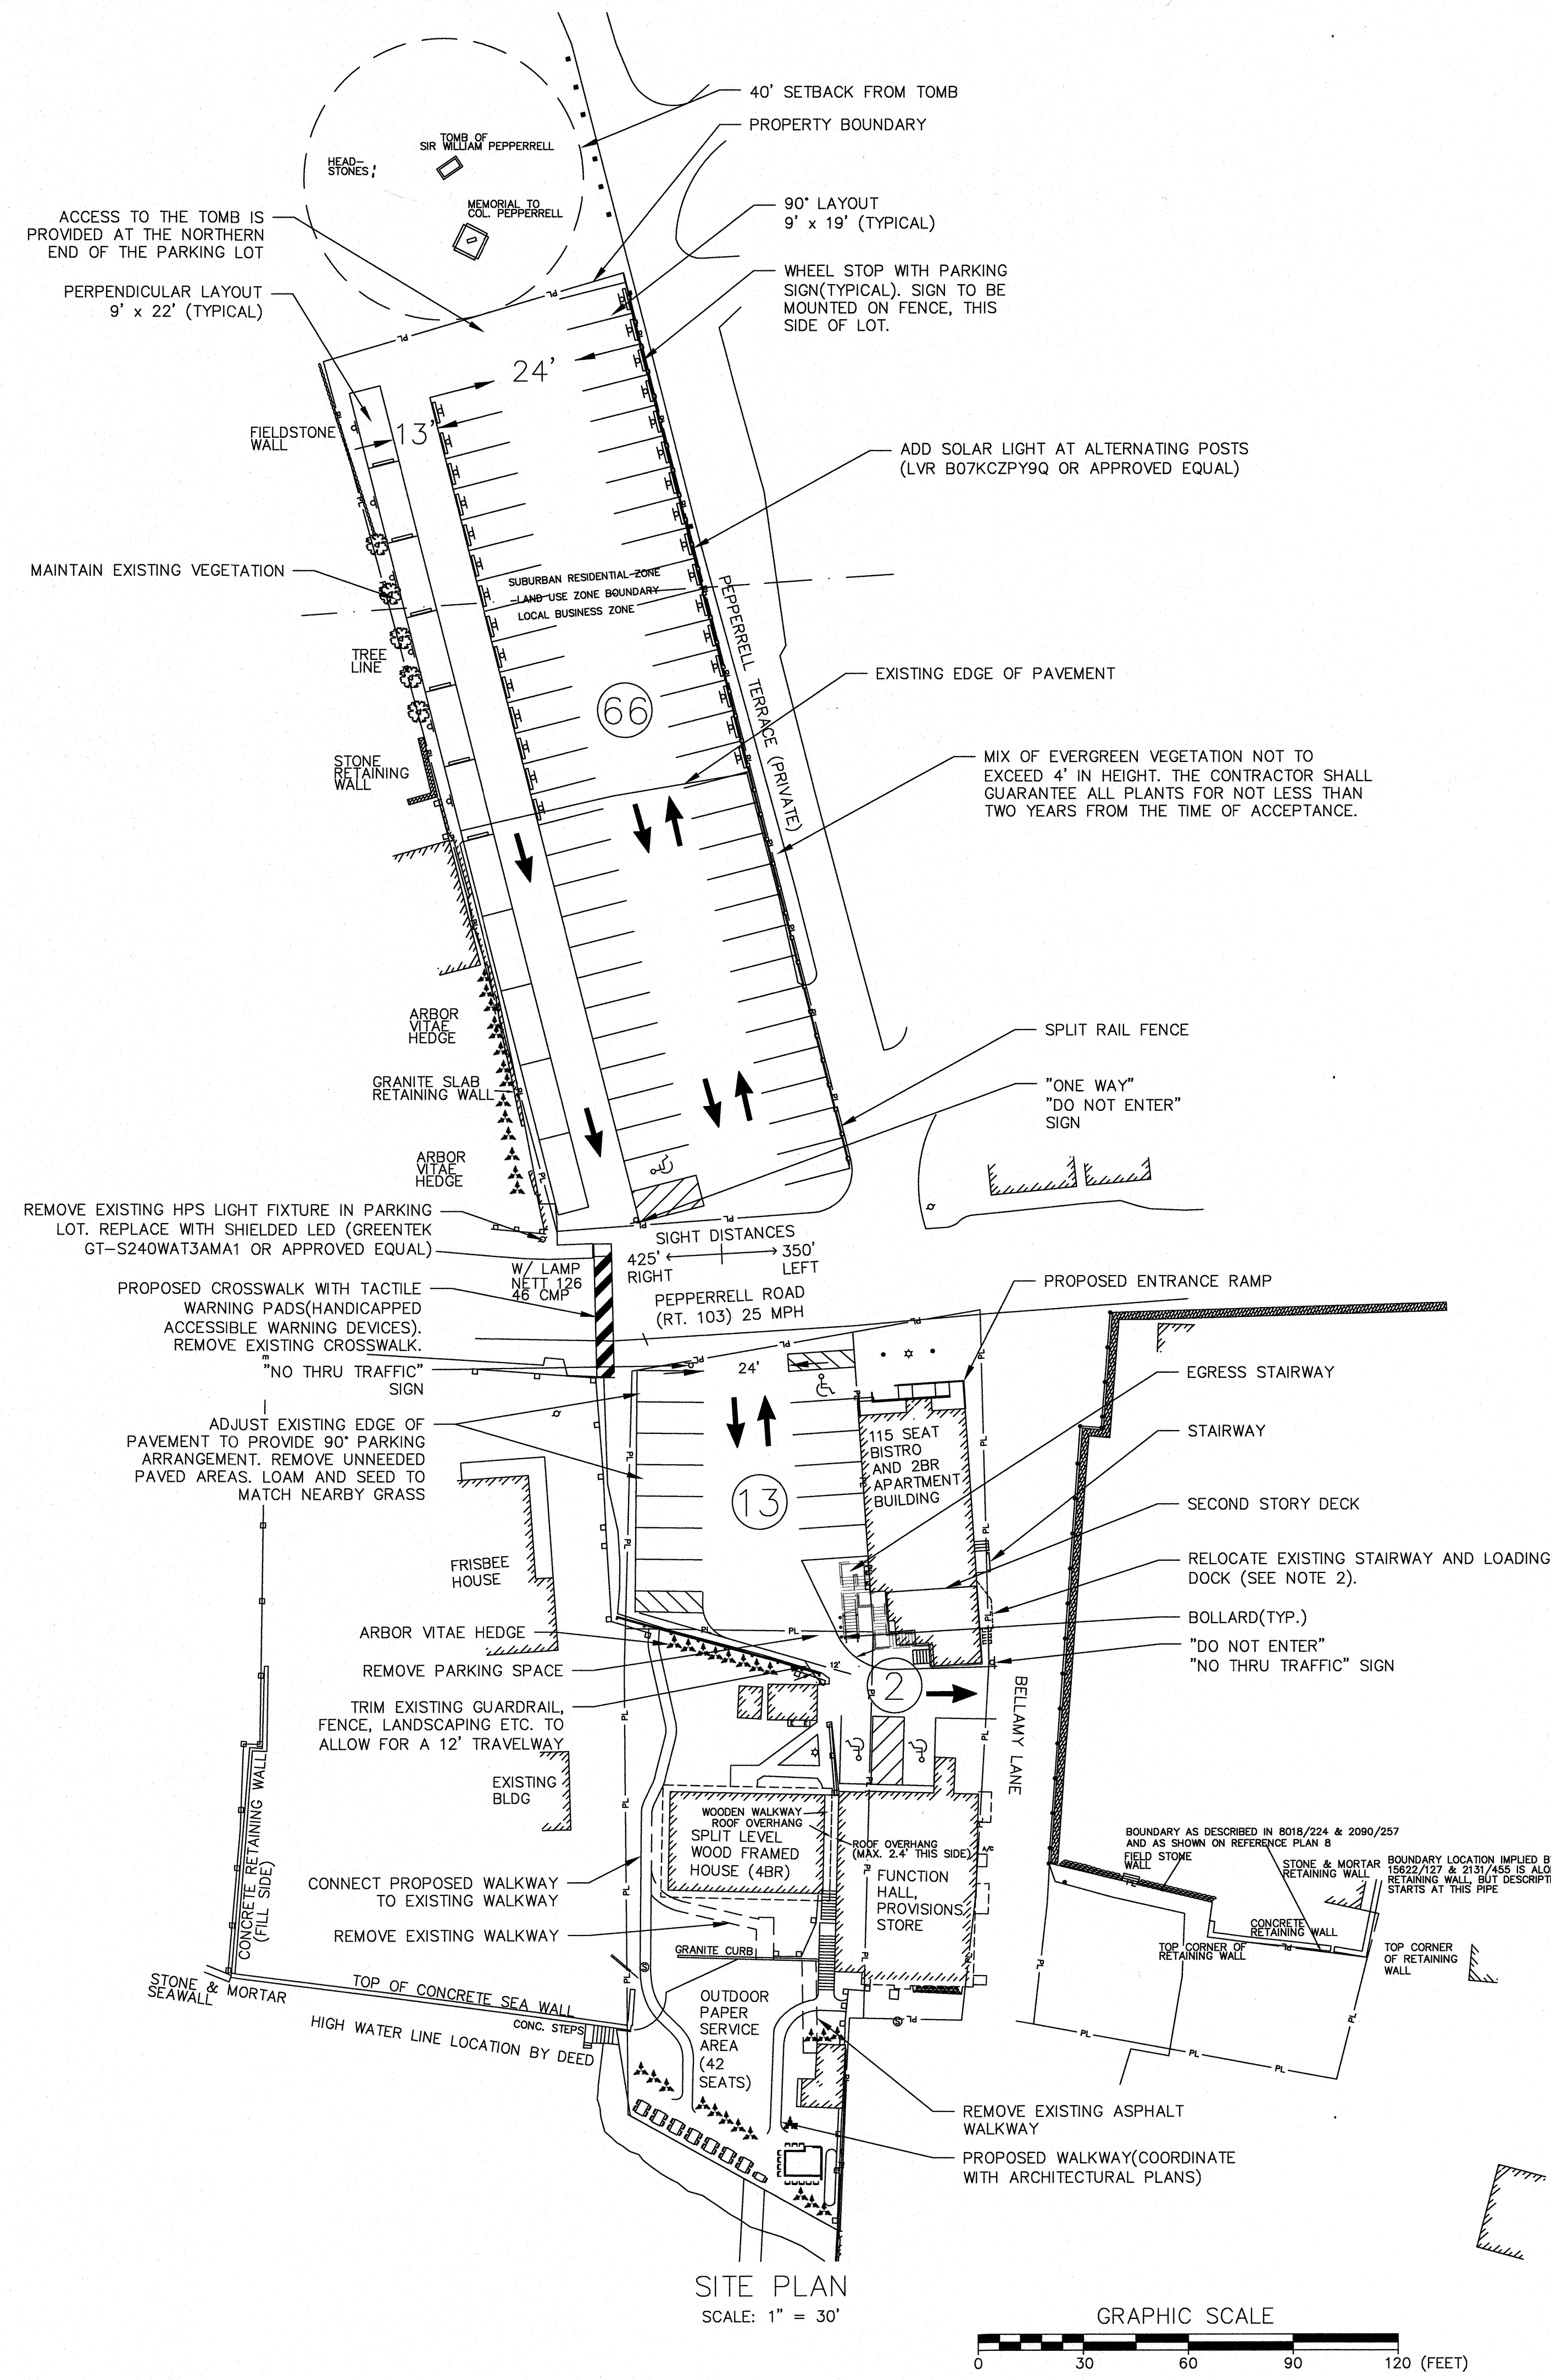 40' SETBACK FROM TOMB
PROPERTY BOUNDARY
TOMB OF
SIR WILLIAM PEPPERRELL
HEAD-
STONES
MEMORIAL TO
COL. PEPPERRELL
ACCESS TO THE TOMB IS
PROVIDED AT THE NORTHERN
END OF THE PARKING LOT
90° LAYOUT
9' x 19' (TYPICAL)
PERPENDICULAR LAYOUT
9' x 22' (TYPICAL)
WHEEL STOP WITH PARKING
SIGN(TYPICAL). SIGN TO BE
MOUNTED ON FENCE, THIS
SIDE OF LOT.
24'
13'
FIELDSTONE
WALL
ADD SOLAR LIGHT AT ALTERNATING POSTS
(LVR B07KCZPY9Q OR APPROVED EQUAL)
MAINTAIN EXISTING VEGETATION
SUBURBAN RESIDENTIAL ZONE
LAND USE ZONE BOUNDARY
LOCAL BUSINESS ZONE
PEPPERRELL TERRACE (PRIVATE)
TREE
LINE
EXISTING EDGE OF PAVEMENT
66
STONE
RETAINING
WALL
MIX OF EVERGREEN VEGETATION NOT TO
EXCEED 4' IN HEIGHT. THE CONTRACTOR SHALL
GUARANTEE ALL PLANTS FOR NOT LESS THAN
TWO YEARS FROM THE TIME OF ACCEPTANCE.
ARBOR
VITAE
HEDGE
SPLIT RAIL FENCE
GRANITE SLAB
RETAINING WALL
"ONE WAY"
"DO NOT ENTER"
SIGN
ARBOR
VITAE
HEDGE
REMOVE EXISTING HPS LIGHT FIXTURE IN PARKING
LOT. REPLACE WITH SHIELDED LED (GREENTEK
GT-S240WAT3AMA1 OR APPROVED EQUAL)
SIGHT DISTANCES
425'
RIGHT
350'
LEFT
W/ LAMP
NETT 126
46 CMP
PEPPERRELL ROAD
(RT. 103) 25 MPH
PROPOSED ENTRANCE RAMP
PROPOSED CROSSWALK WITH TACTILE
WARNING PADS(HANDICAPPED
ACCESSIBLE WARNING DEVICES).
REMOVE EXISTING CROSSWALK.
"NO THRU TRAFFIC"
SIGN
24'
EGRESS STAIRWAY
ADJUST EXISTING EDGE OF
PAVEMENT TO PROVIDE 90° PARKING
ARRANGEMENT. REMOVE UNNEEDED
PAVED AREAS. LOAM AND SEED TO
MATCH NEARBY GRASS
115 SEAT
BISTRO
AND 2BR
APARTMENT
BUILDING
STAIRWAY
13
SECOND STORY DECK
FRISBEE
HOUSE
RELOCATE EXISTING STAIRWAY AND LOADING
DOCK (SEE NOTE 2).
BOLLARD(TYP.)
ARBOR VITAE HEDGE
"DO NOT ENTER"
"NO THRU TRAFFIC" SIGN
REMOVE PARKING SPACE
12'
2
BELLAMY LANE
TRIM EXISTING GUARDRAIL,
FENCE, LANDSCAPING ETC. TO
ALLOW FOR A 12' TRAVELWAY
EXISTING
BLDG
CONCRETE RETAINING WALL
(FILL SIDE)
WOODEN WALKWAY
ROOF OVERHANG
SPLIT LEVEL
WOOD FRAMED
HOUSE (4BR)
ROOF OVERHANG
(MAX. 2.4' THIS SIDE)
A/C
FUNCTION
HALL,
PROVISIONS
STORE
BOUNDARY AS DESCRIBED IN 8018/224 & 2090/257
AND AS SHOWN ON REFERENCE PLAN 8
FIELD STONE
WALL
STONE & MORTAR
RETAINING WALL
BOUNDARY LOCATION IMPLIED B
15622/127 & 2131/455 IS ALO
RETAINING WALL, BUT DESCRIPT
STARTS AT THIS PIPE
CONNECT PROPOSED WALKWAY
TO EXISTING WALKWAY
REMOVE EXISTING WALKWAY
GRANITE CURB
CONCRETE
RETAINING WALL
TOP CORNER OF
RETAINING WALL
TOP CORNER
OF RETAINING
WALL
STONE & MORTAR
SEAWALL
TOP OF CONCRETE SEA WALL
CONC. STEPS
HIGH WATER LINE LOCATION BY DEED
OUTDOOR
PAPER
SERVICE
AREA
(42
SEATS)
REMOVE EXISTING ASPHALT
WALKWAY
PROPOSED WALKWAY(COORDINATE
WITH ARCHITECTURAL PLANS)
SITE PLAN
SCALE: 1" = 30'
GRAPHIC SCALE
0 30 60 90 120 (FEET)